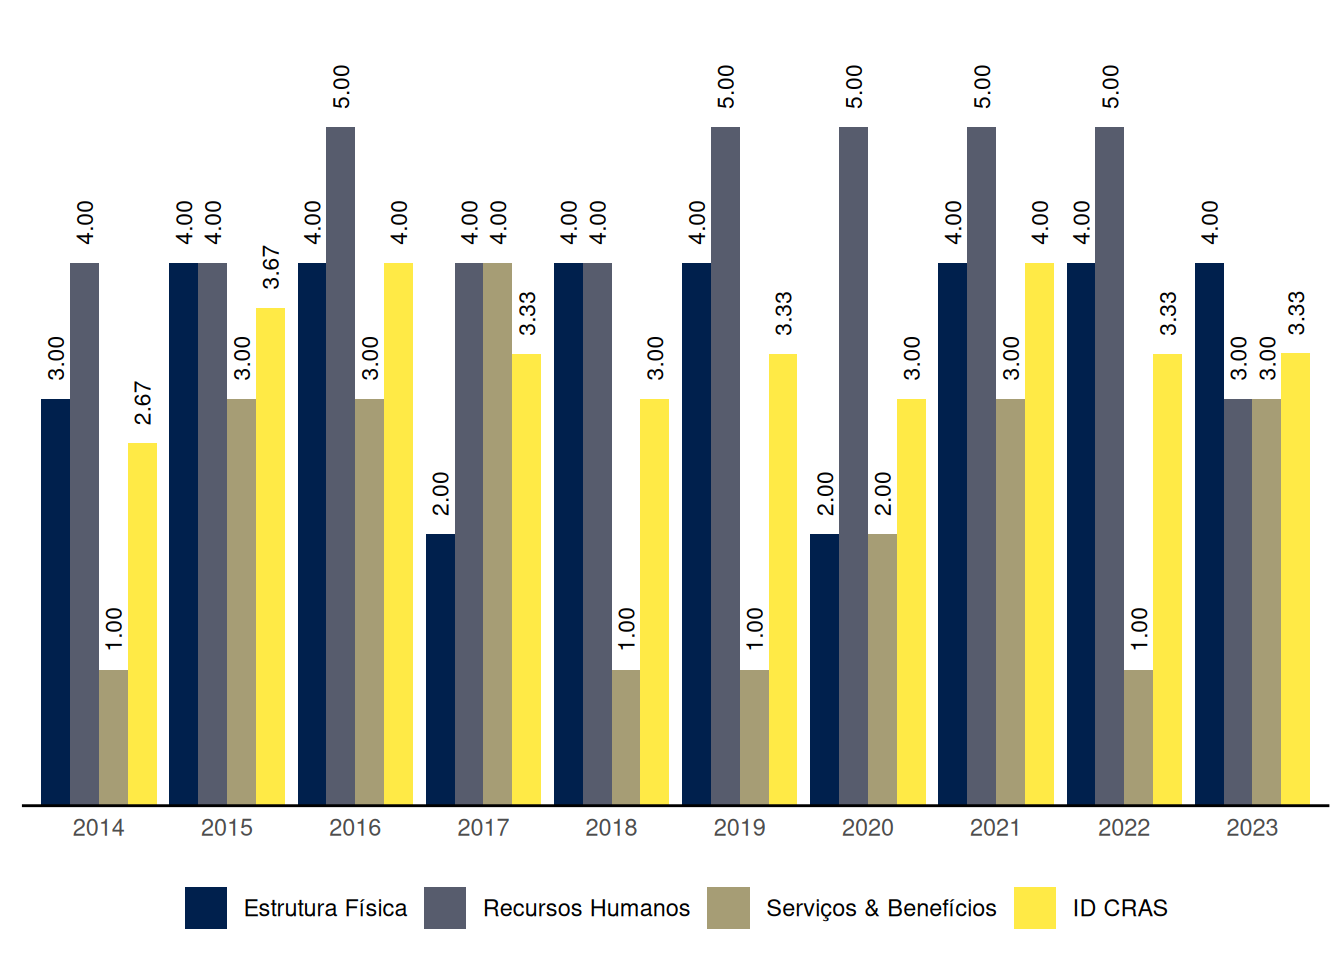 5.00 5.00 5.00 5.00 5.00
4.00 4.00 4.00 4.00 4.00 4.00 4.00 4.00 4.00 4.00 4.00 4.00 4.00 4.00
3.67
3.33 3.33 3.33 3.33
3.00 3.00 3.00 3.00 3.00 3.00 3.00 3.00
2.67
2.00 2.00 2.00
1.00 1.00 1.00 1.00
2014 2015 2016 2017 2018 2019 2020 2021 2022 2023
Estrutura Física Recursos Humanos Serviços & Benefícios ID CRAS